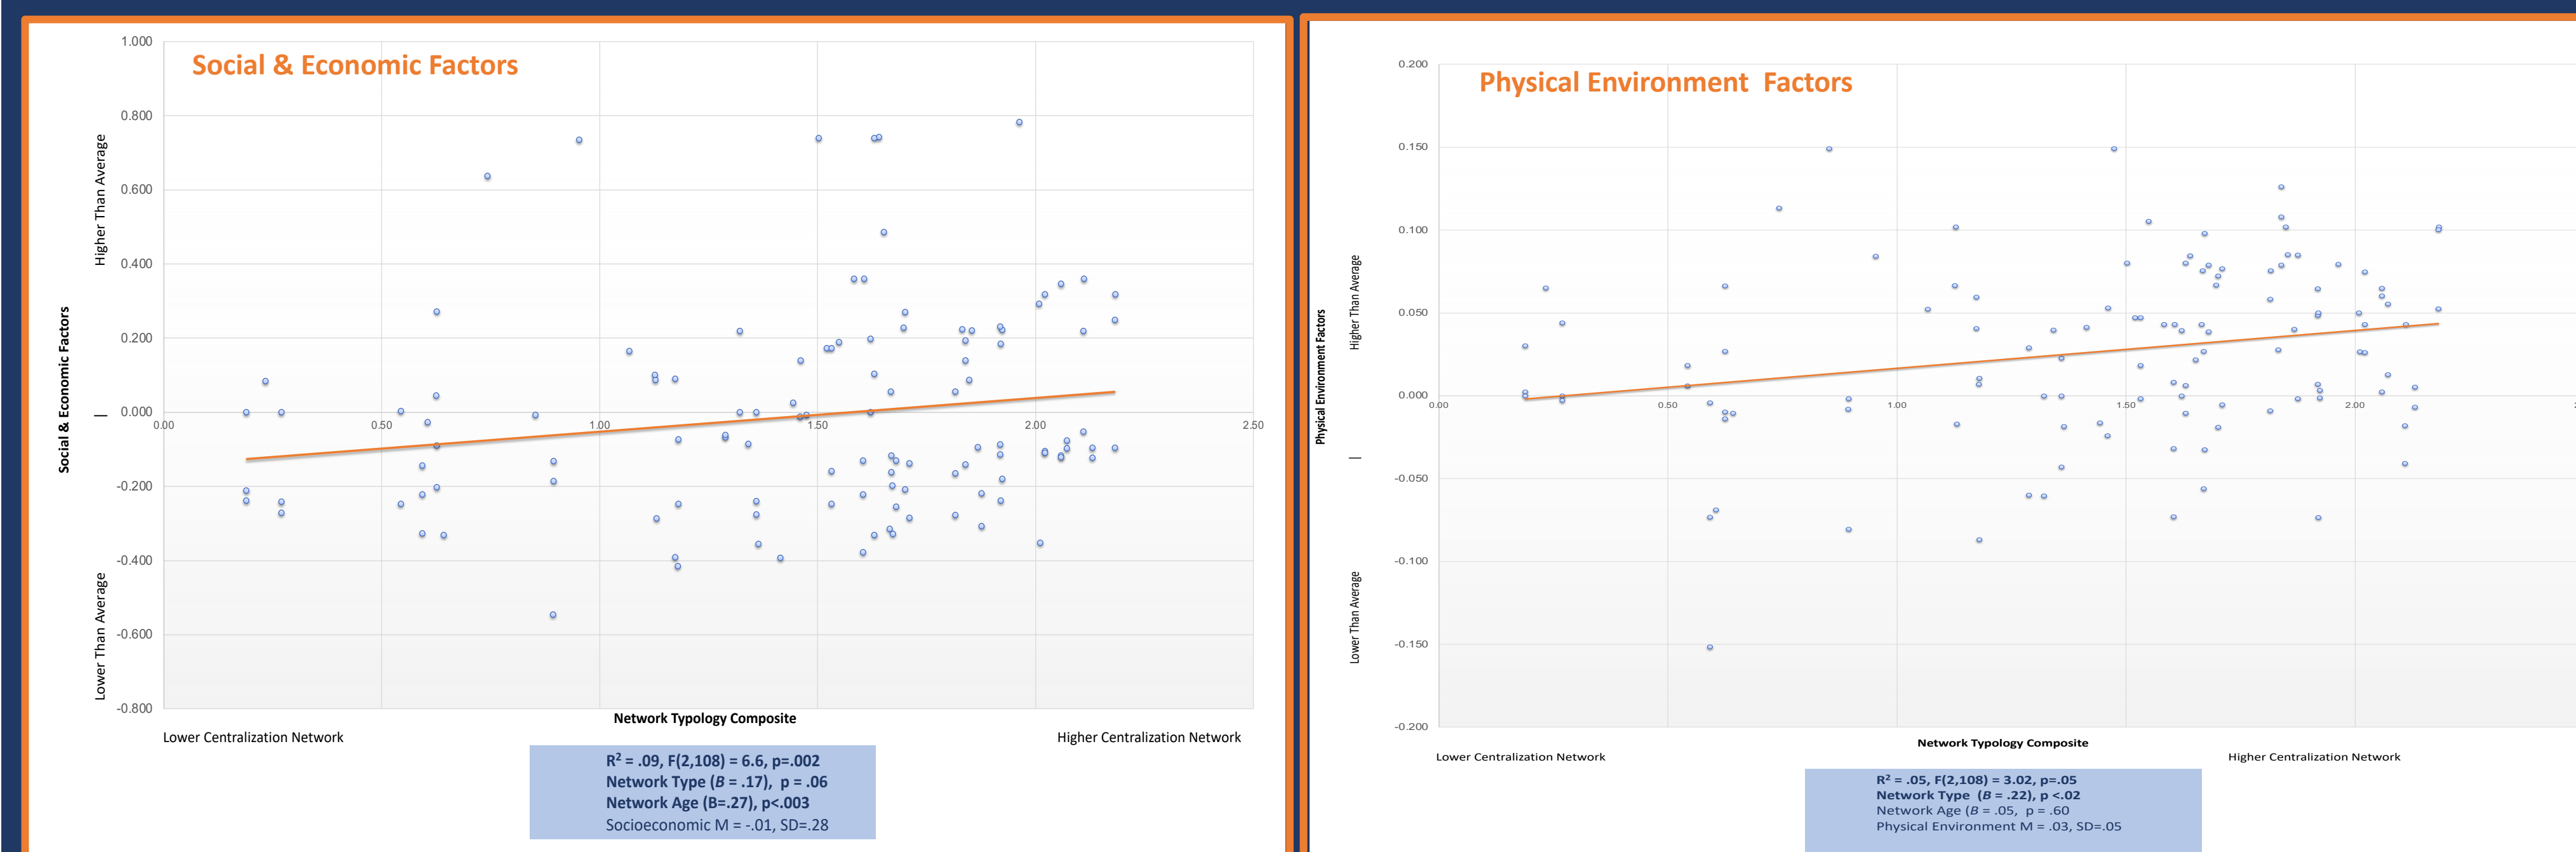 Social & Economic Factors
1.000
0.800
0.600
0.400
0.200
0.000
-0.200
-0.400
-0.600
-0.800
Higher Than Average
|
Lower Than Average
Social & Economic Factors
0.00
0.50
1.00
1.50
2.00
2.50
Network Typology Composite
Lower Centralization Network
Higher Centralization Network
R² = .09, F(2,108) = 6.6, p=.002
Network Type (B = .17), p = .06
Network Age (B=.27), p<.003
Socioeconomic M = -.01, SD=.28
Physical Environment Factors
0.200
0.150
0.100
0.050
0.000
-0.050
-0.100
-0.150
-0.200
Higher Than Average
|
Lower Than Average
Physical Environment Factors
0.00
0.50
1.00
1.50
2.00
Network Typology Composite
Lower Centralization Network
Higher Centralization Network
R² = .05, F(2,108) = 3.02, p=.05
Network Type (B = .22), p <.02
Network Age (B = .05, p = .60
Physical Environment M = .03, SD=.05